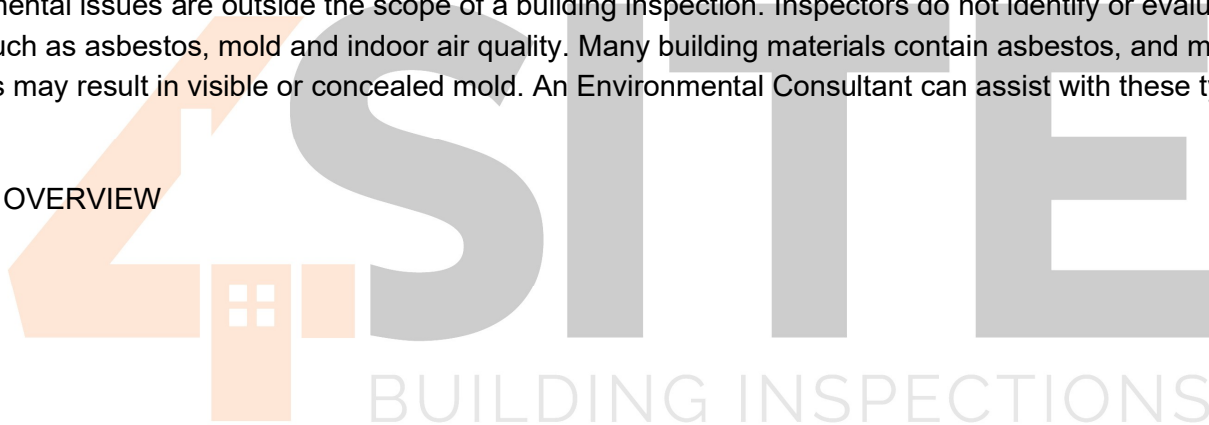 mental issues are outside the scope of a building inspection. Inspectors do not identify or evalu
uch as asbestos, mold and indoor air quality. Many building materials contain asbestos, and m
s may result in visible or concealed mold. An Environmental Consultant can assist with these ty
OVERVIEW
4SITE
BUILDING INSPECTIONS